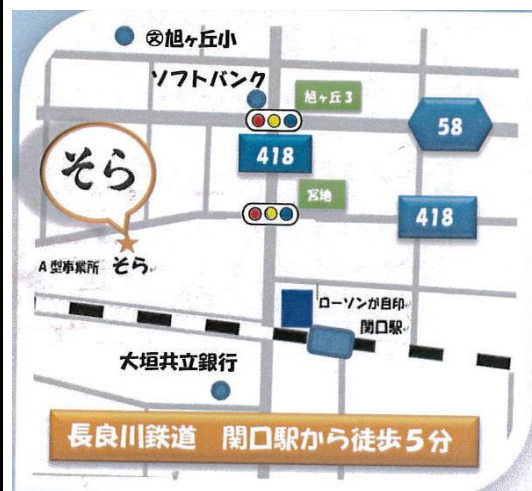 ㊫旭ヶ丘小
ソフトバンク
旭ヶ丘3
58
418
そら
宮地
418
A型事業所 そら
ローソンが目印
関口駅
大垣共立銀行
長良川鉄道 関口駅から徒歩5分